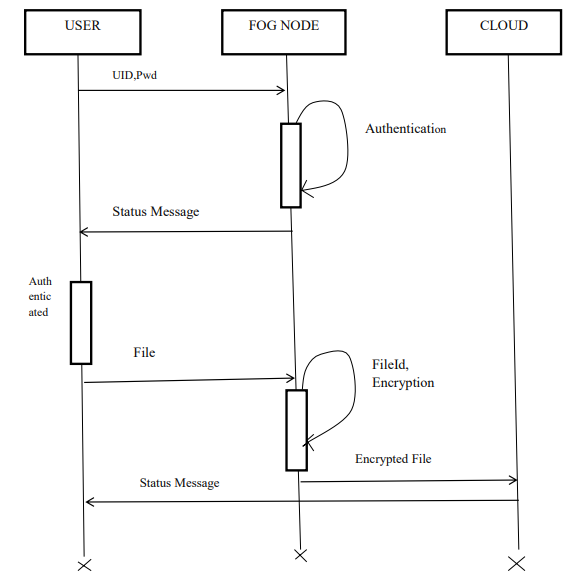 USER
FOG NODE
CLOUD
UID,Pwd
Authentication
Status Message
Auth
entic
ated
File
FileId,
Encryption
Encrypted File
Status Message